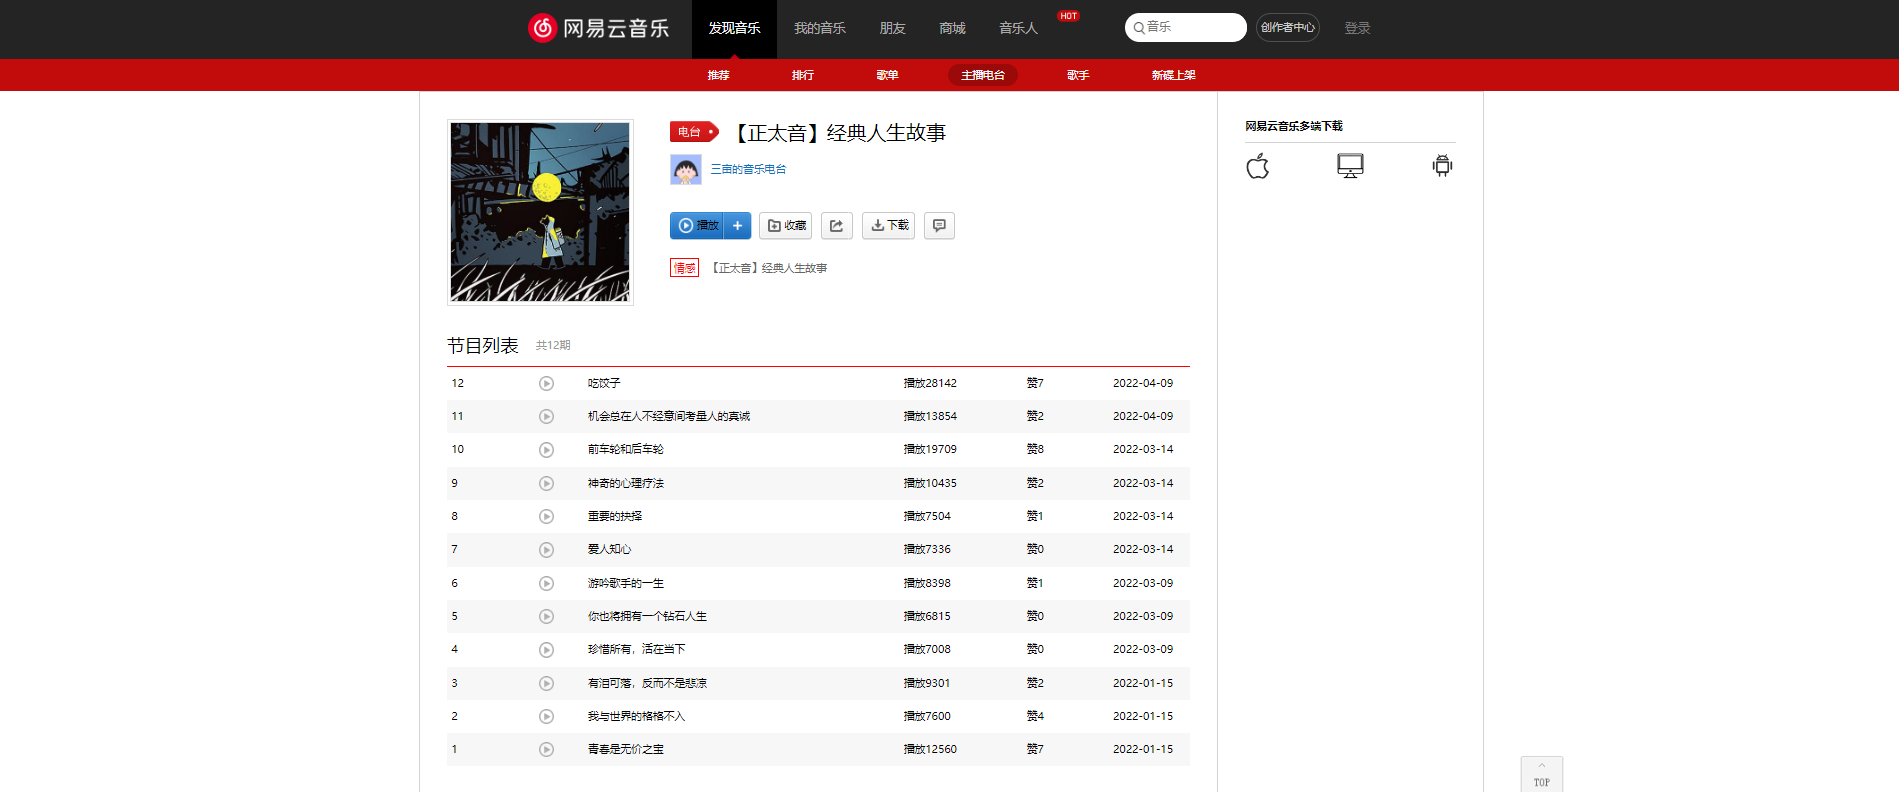 网易云音乐 发现音乐 我的音乐 朋友 商城 音乐人 HOT 音乐 创作者中心 登录
推荐 排行 歌单 主播电台 歌手 新碟上架
电台 【正太音】经典人生故事
三亩的音乐电台
播放 + 收藏 下载
情感 【正太音】经典人生故事
网易云音乐多端下载
节目列表 共12期
12 吃饺子 播放28142 赞7 2022-04-09
11 机会总在人不经意间考量人的真诚 播放13854 赞2 2022-04-09
10 前车轮和后车轮 播放19709 赞8 2022-03-14
9 神奇的心理疗法 播放10435 赞2 2022-03-14
8 重要的抉择 播放7504 赞1 2022-03-14
7 爱人知心 播放7336 赞0 2022-03-14
6 游吟歌手的一生 播放8398 赞1 2022-03-09
5 你也将拥有一个钻石人生 播放6815 赞0 2022-03-09
4 珍惜所有，活在当下 播放7008 赞0 2022-03-09
3 有泪可落，反而不是悲凉 播放9301 赞2 2022-01-15
2 我与世界的格格不入 播放7600 赞4 2022-01-15
1 青春是无价之宝 播放12560 赞7 2022-01-15
TOP